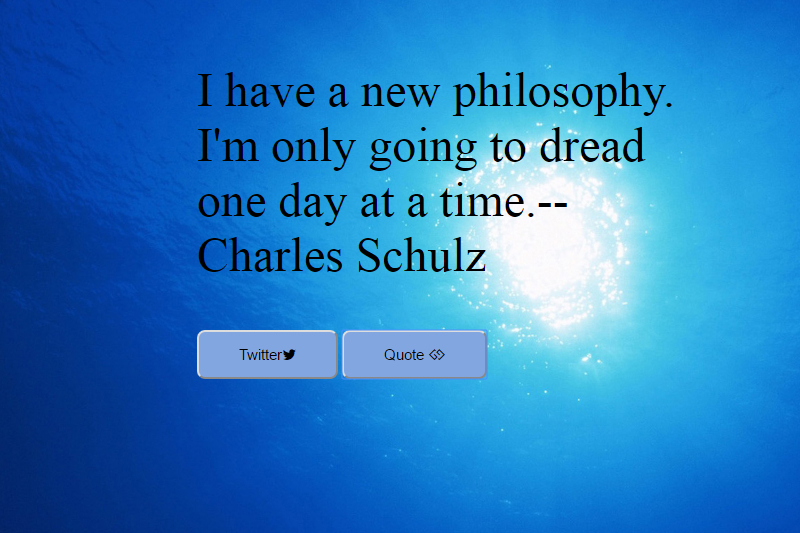 I have a new philosophy.
I'm only going to dread
one day at a time.--
Charles Schulz
Twitter
Quote